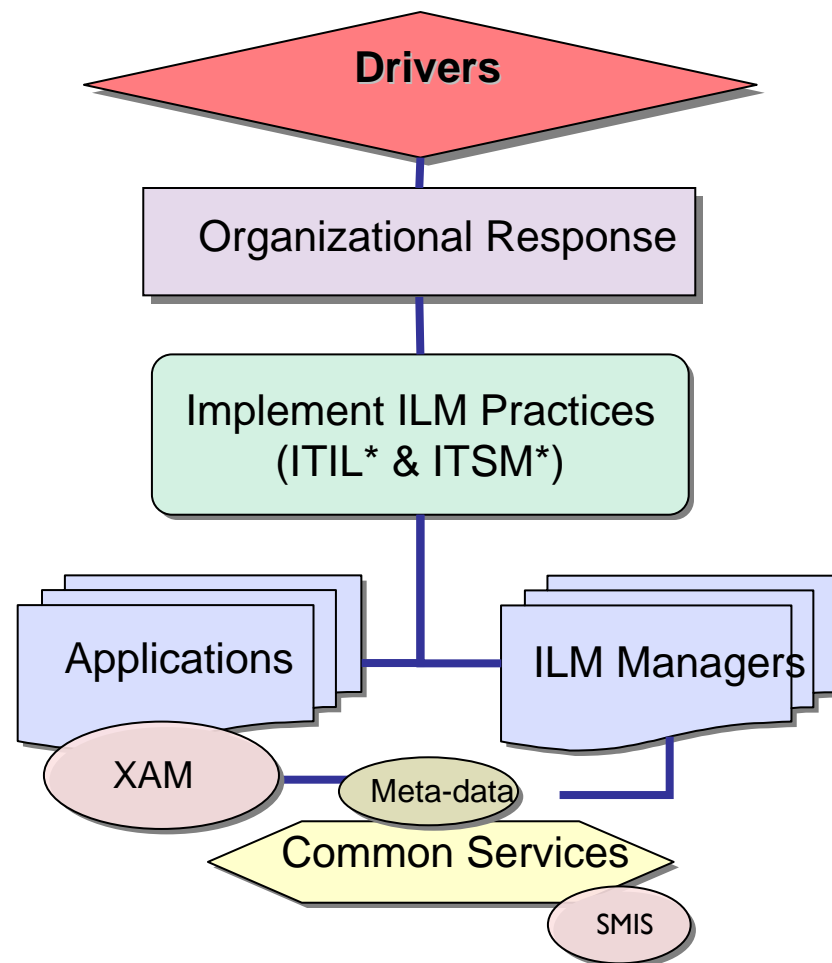 Drivers
Organizational Response
Implement ILM Practices
(ITIL* & ITSM*)
Applications
ILM Managers
XAM
Meta-data
Common Services
SMIS